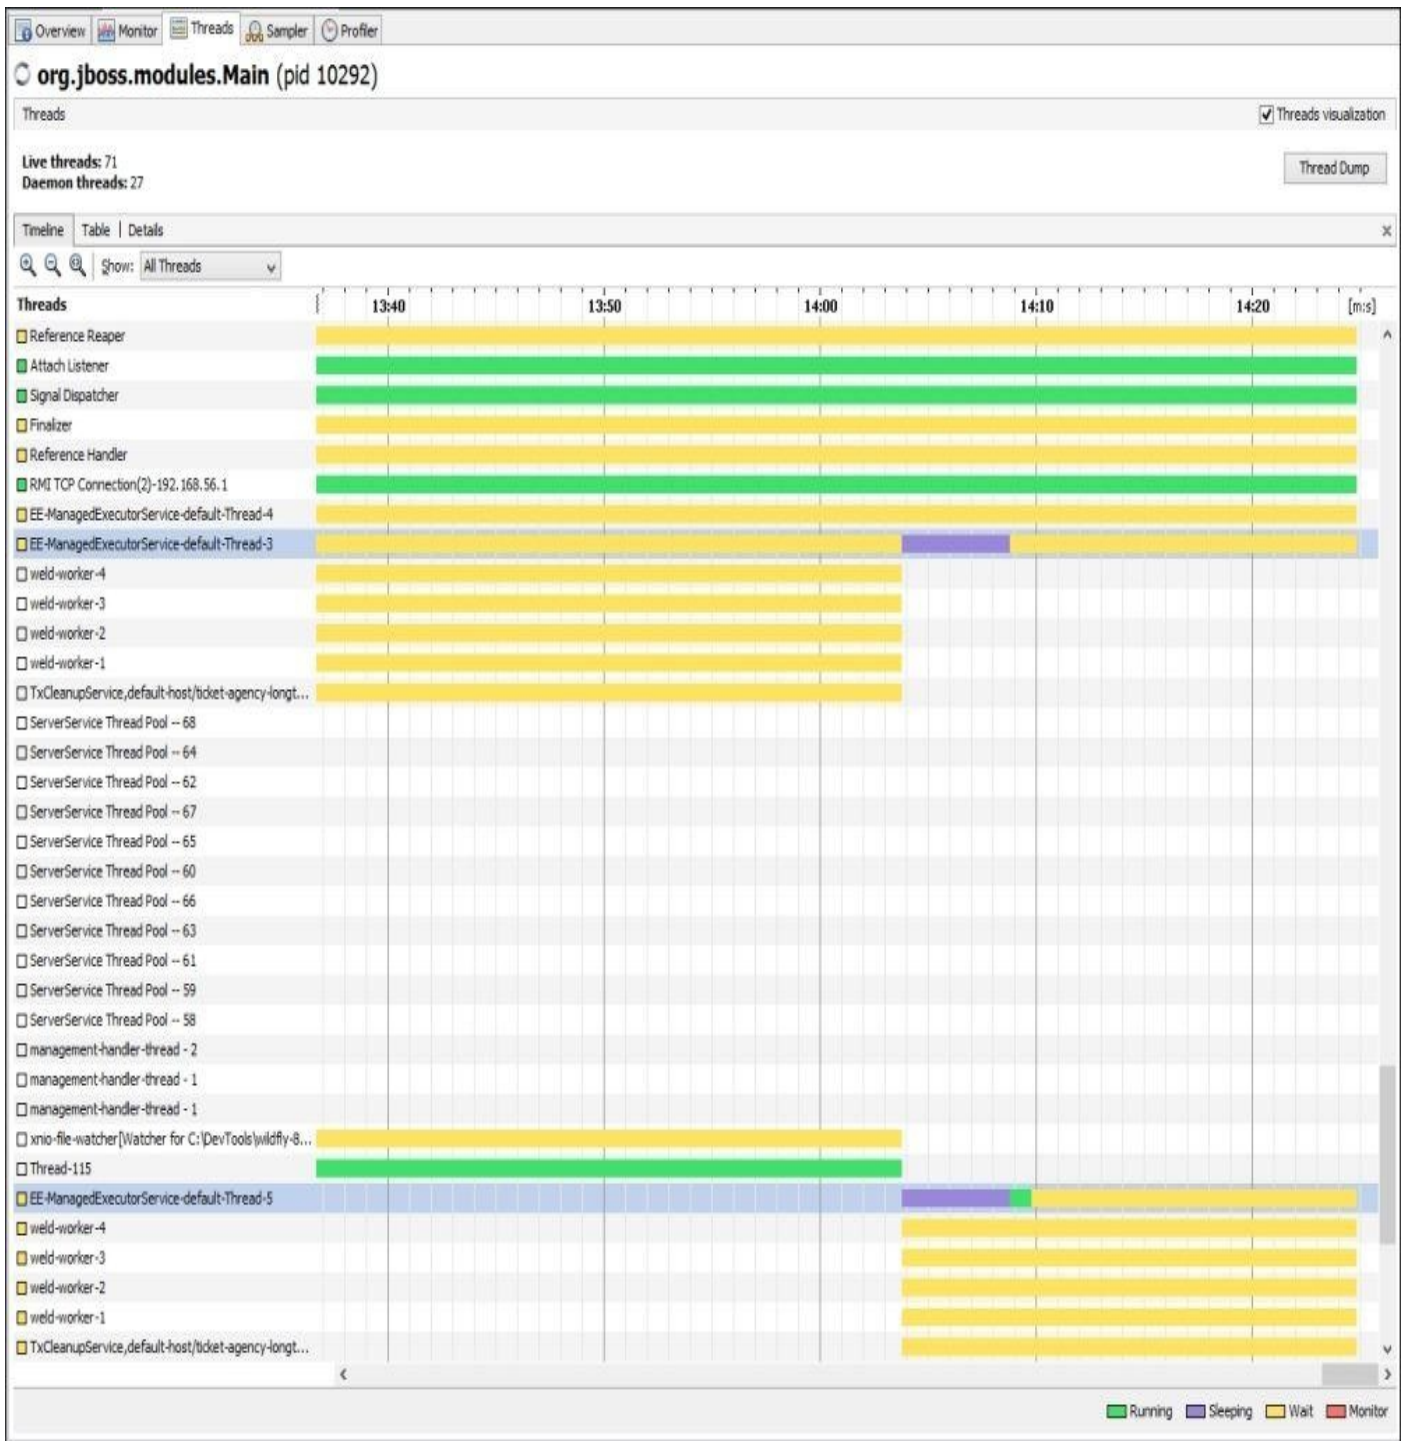 Overview Monitor Threads Sampler Profiler
org.jboss.modules.Main (pid 10292)
Threads Threads visualization
Live threads: 71
Daemon threads: 27
Thread Dump
Timeline Table Details
Show: All Threads
Threads 13:40 13:50 14:00 14:10 14:20 [m:s]
Reference Reaper
Attach Listener
Signal Dispatcher
Finalizer
Reference Handler
RMI TCP Connection(2)-192.168.56.1
EE-ManagedExecutorService-default-Thread-4
EE-ManagedExecutorService-default-Thread-3
weld-worker-4
weld-worker-3
weld-worker-2
weld-worker-1
TxCleanupService,default-host/ticket-agency-longt...
ServerService Thread Pool -- 68
ServerService Thread Pool -- 64
ServerService Thread Pool -- 62
ServerService Thread Pool -- 67
ServerService Thread Pool -- 65
ServerService Thread Pool -- 60
ServerService Thread Pool -- 66
ServerService Thread Pool -- 63
ServerService Thread Pool -- 61
ServerService Thread Pool -- 59
ServerService Thread Pool -- 58
management-handler-thread - 2
management-handler-thread - 1
management-handler-thread - 1
xnio-file-watcher[Watcher for C:\DevTools\wildfly-8...
Thread-115
EE-ManagedExecutorService-default-Thread-5
weld-worker-4
weld-worker-3
weld-worker-2
weld-worker-1
TxCleanupService,default-host/ticket-agency-longt...
Running Sleeping Wait Monitor